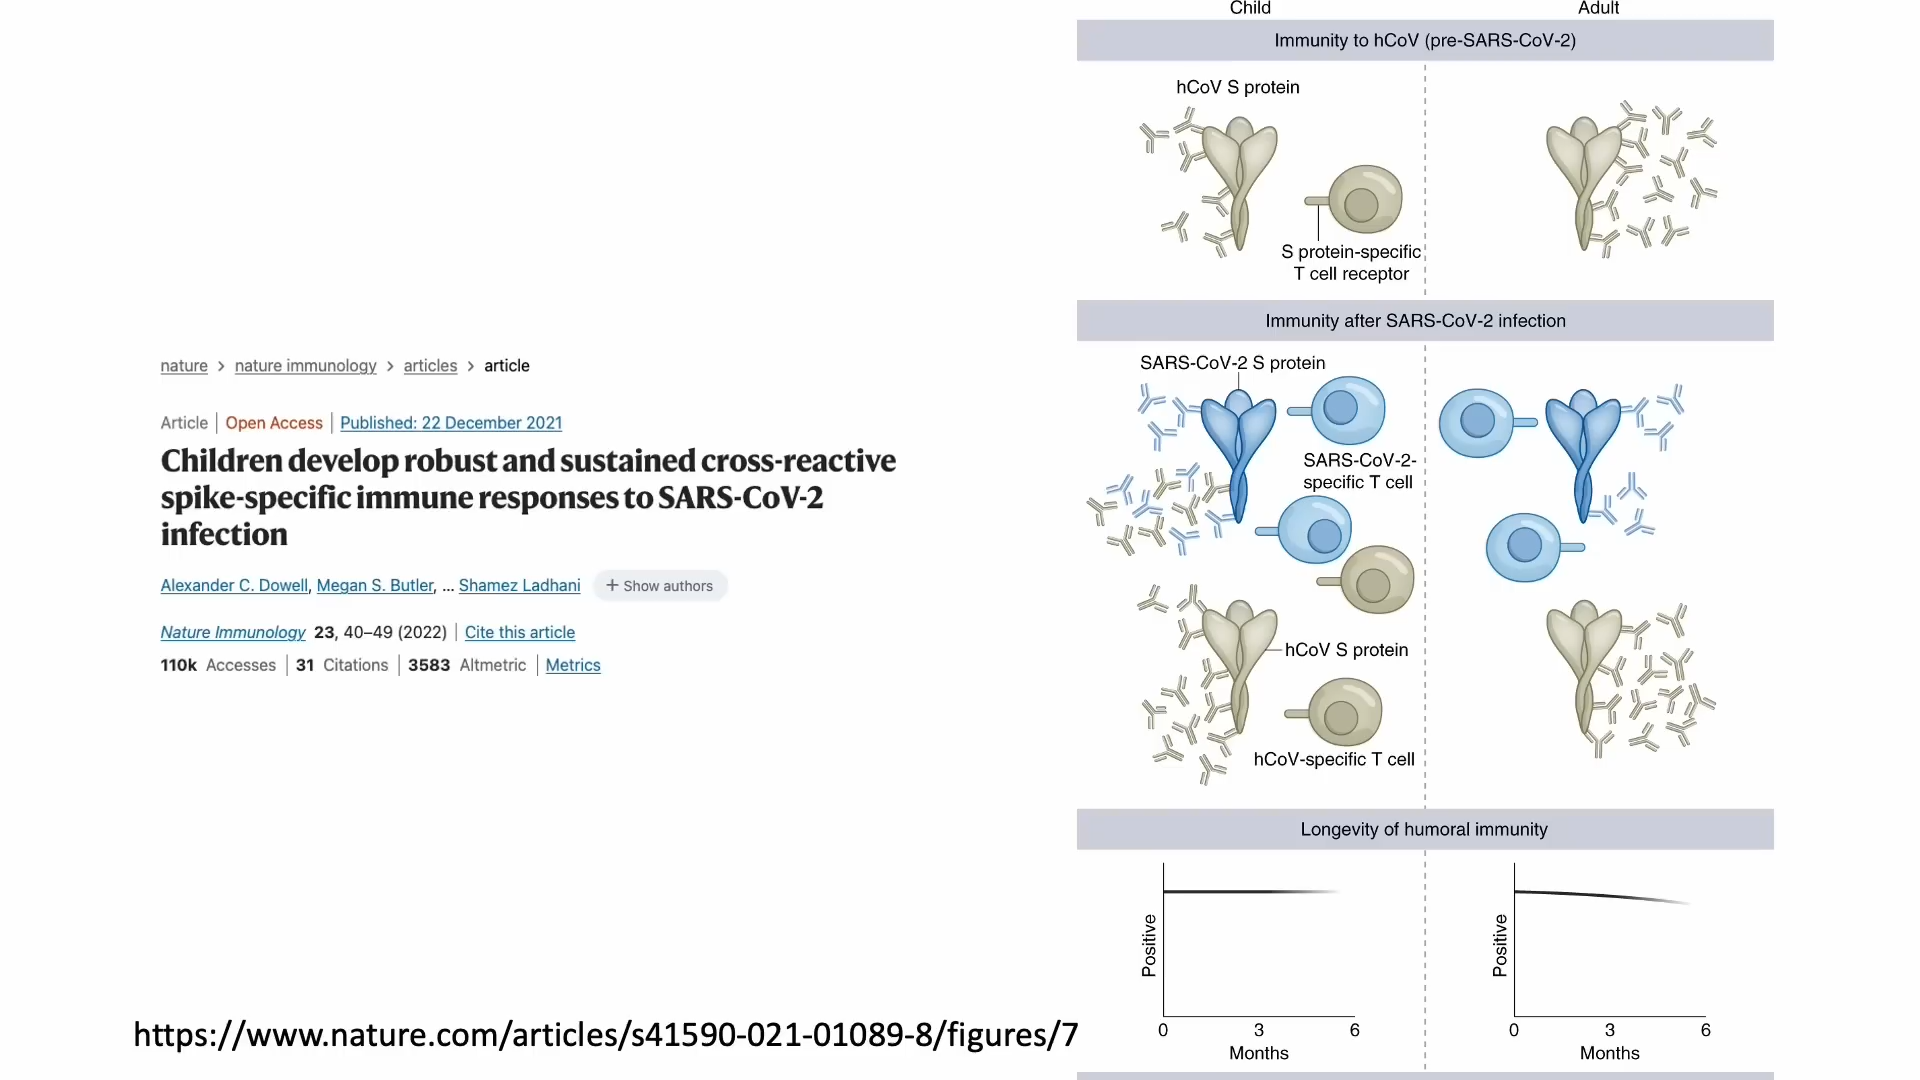 nature > nature immunology > articles > article
Article | Open Access | Published: 22 December 2021
Children develop robust and sustained cross-reactive
spike-specific immune responses to SARS-CoV-2
infection
Alexander C. Dowell, Megan S. Butler, ... Shamez Ladhani + Show authors
Nature Immunology 23, 40–49 (2022) | Cite this article
110k Accesses | 31 Citations | 3583 Altmetric | Metrics
https://www.nature.com/articles/s41590-021-01089-8/figures/7
Child Adult
Immunity to hCoV (pre-SARS-CoV-2)
hCoV S protein
S protein-specific
T cell receptor
Immunity after SARS-CoV-2 infection
SARS-CoV-2 S protein
SARS-CoV-2-
specific T cell
hCoV S protein
hCoV-specific T cell
Longevity of humoral immunity
Positive
0 3 6
Months
Positive
0 3 6
Months